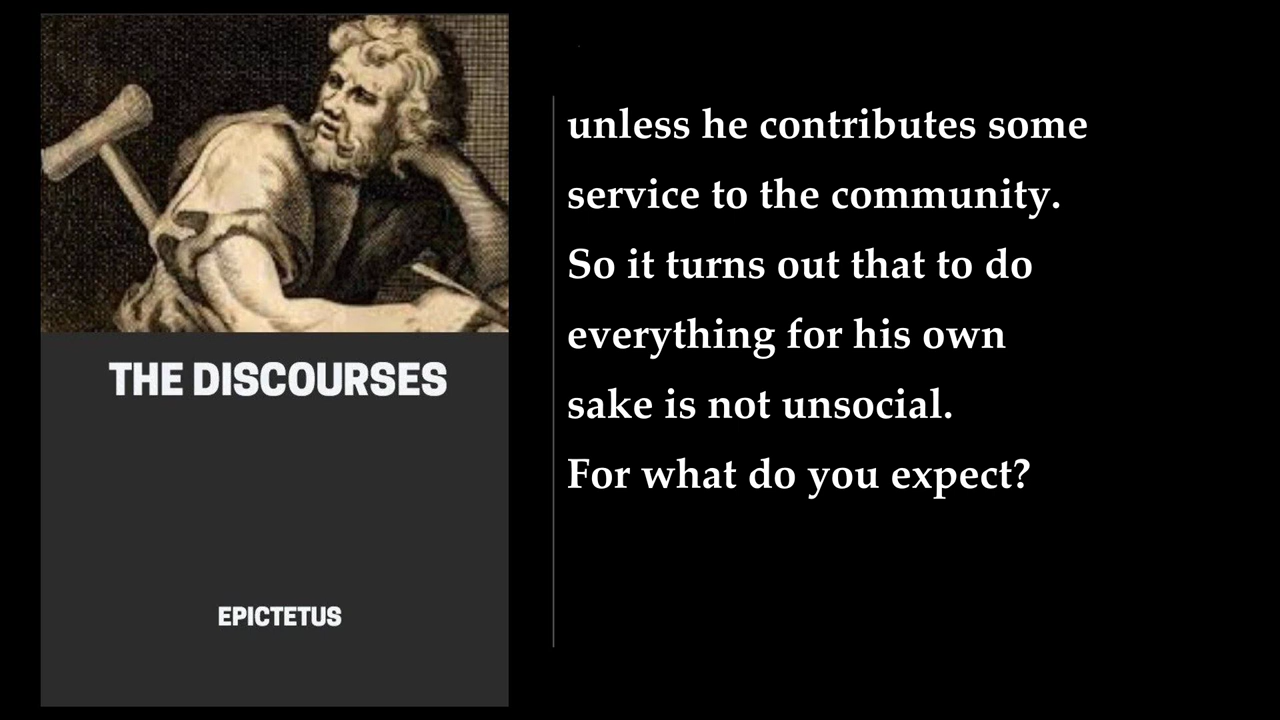 THE DISCOURSES
EPICTETUS
unless he contributes some
service to the community.
So it turns out that to do
everything for his own
sake is not unsocial.
For what do you expect?